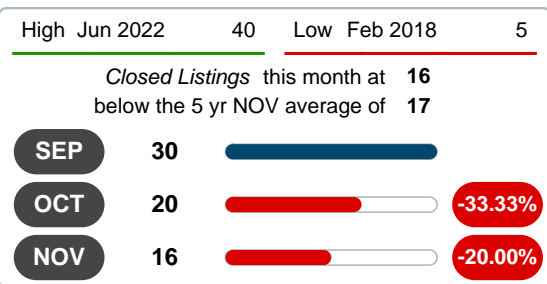 High Jun 2022 40 Low Feb 2018 5
Closed Listings this month at 16
below the 5 yr NOV average of 17
SEP 30
OCT 20 -33.33%
NOV 16 -20.00%